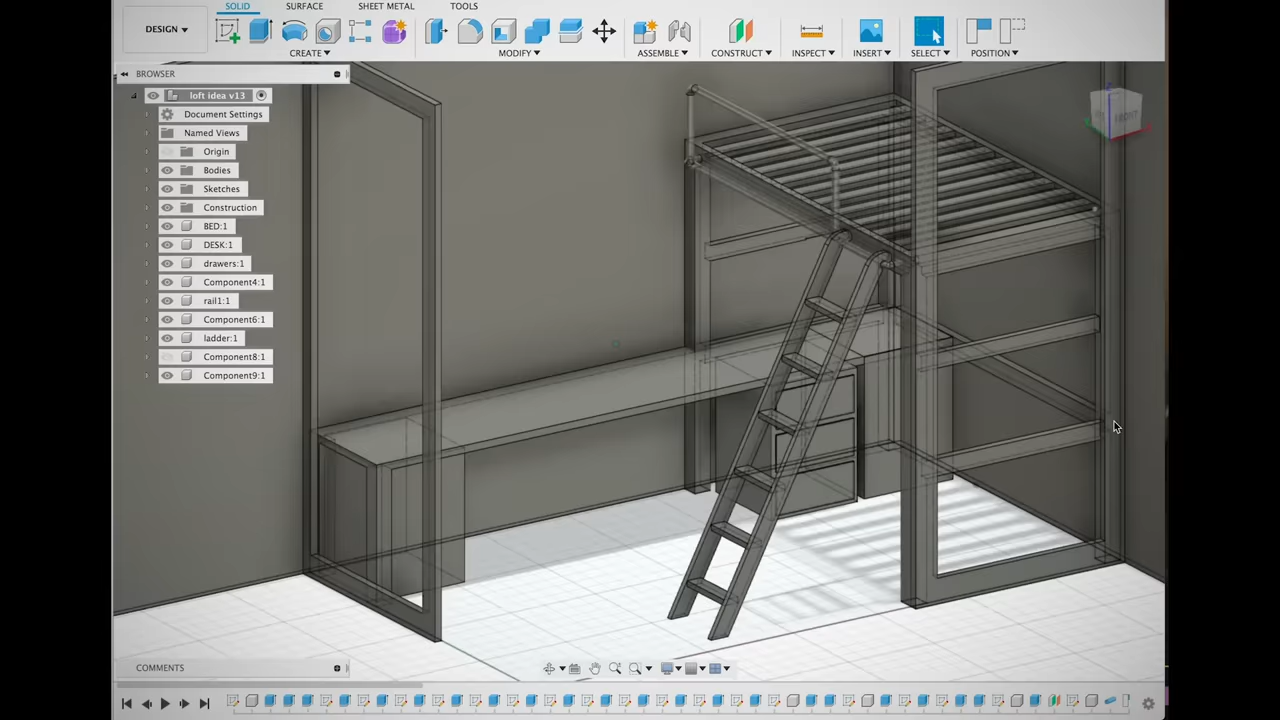 SOLID SURFACE SHEET METAL TOOLS
DESIGN
CREATE MODIFY ASSEMBLE CONSTRUCT INSPECT INSERT SELECT POSITION
BROWSER
loft idea v13
Document Settings
Named Views
Origin
Bodies
Sketches
Construction
BED:1
DESK:1
drawers:1
Component4:1
rail1:1
Component6:1
ladder:1
Component8:1
Component9:1
FRONT
COMMENTS